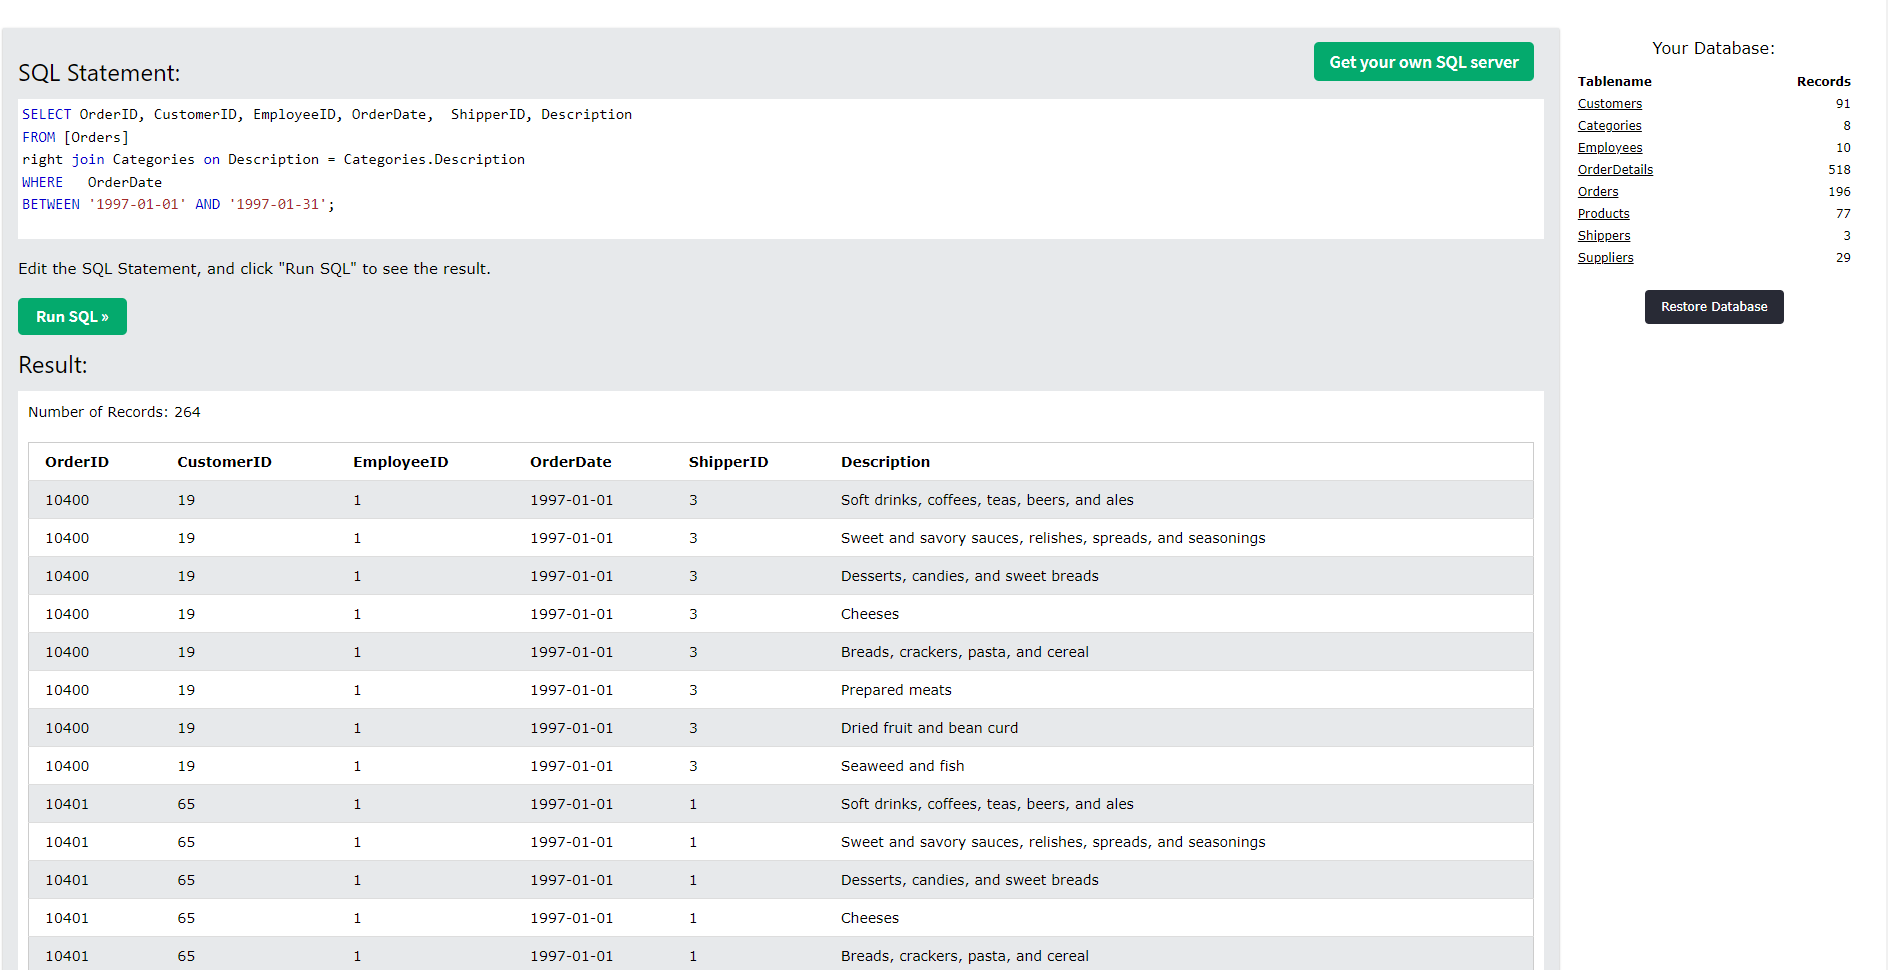 SQL Statement:
Get your own SQL server
SELECT OrderID, CustomerID, EmployeeID, OrderDate,  ShipperID, Description
FROM [Orders]
right join Categories on Description = Categories.Description
WHERE   OrderDate
BETWEEN '1997-01-01' AND '1997-01-31';
Edit the SQL Statement, and click "Run SQL" to see the result.
Run SQL »
Result:
Number of Records: 264
OrderID CustomerID EmployeeID OrderDate ShipperID Description
10400 19 1 1997-01-01 3 Soft drinks, coffees, teas, beers, and ales
10400 19 1 1997-01-01 3 Sweet and savory sauces, relishes, spreads, and seasonings
10400 19 1 1997-01-01 3 Desserts, candies, and sweet breads
10400 19 1 1997-01-01 3 Cheeses
10400 19 1 1997-01-01 3 Breads, crackers, pasta, and cereal
10400 19 1 1997-01-01 3 Prepared meats
10400 19 1 1997-01-01 3 Dried fruit and bean curd
10400 19 1 1997-01-01 3 Seaweed and fish
10401 65 1 1997-01-01 1 Soft drinks, coffees, teas, beers, and ales
10401 65 1 1997-01-01 1 Sweet and savory sauces, relishes, spreads, and seasonings
10401 65 1 1997-01-01 1 Desserts, candies, and sweet breads
10401 65 1 1997-01-01 1 Cheeses
10401 65 1 1997-01-01 1 Breads, crackers, pasta, and cereal
Your Database:
Tablename Records
Customers 91
Categories 8
Employees 10
OrderDetails 518
Orders 196
Products 77
Shippers 3
Suppliers 29
Restore Database